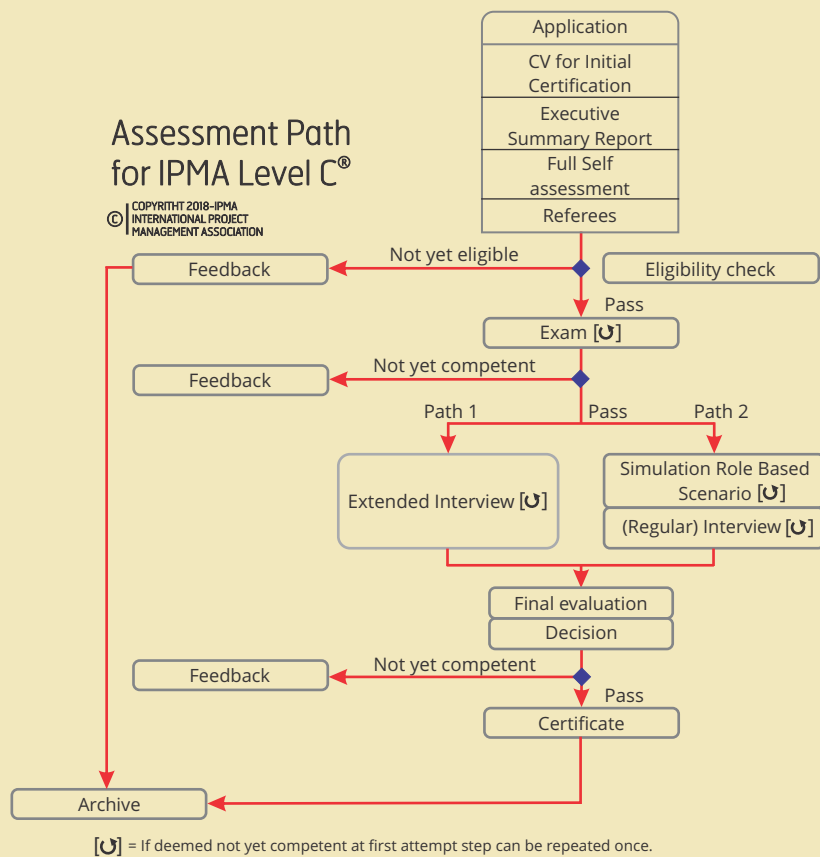 Application
CV for Initial
Certification
Executive
Summary Report
Full Self
assessment
Referees
Assessment Path
for IPMA Level C®
© COPYRITHT 2018-IPMA
INTERNATIONAL PROJECT
MANAGEMENT ASSOCIATION
Feedback
Not yet eligible
Eligibility check
Pass
Exam [↺]
Feedback
Not yet competent
Path 1
Pass
Path 2
Extended Interview [↺]
Simulation Role Based
Scenario [↺]
(Regular) Interview [↺]
Final evaluation
Decision
Feedback
Not yet competent
Pass
Certificate
Archive
[↺] = If deemed not yet competent at first attempt step can be repeated once.